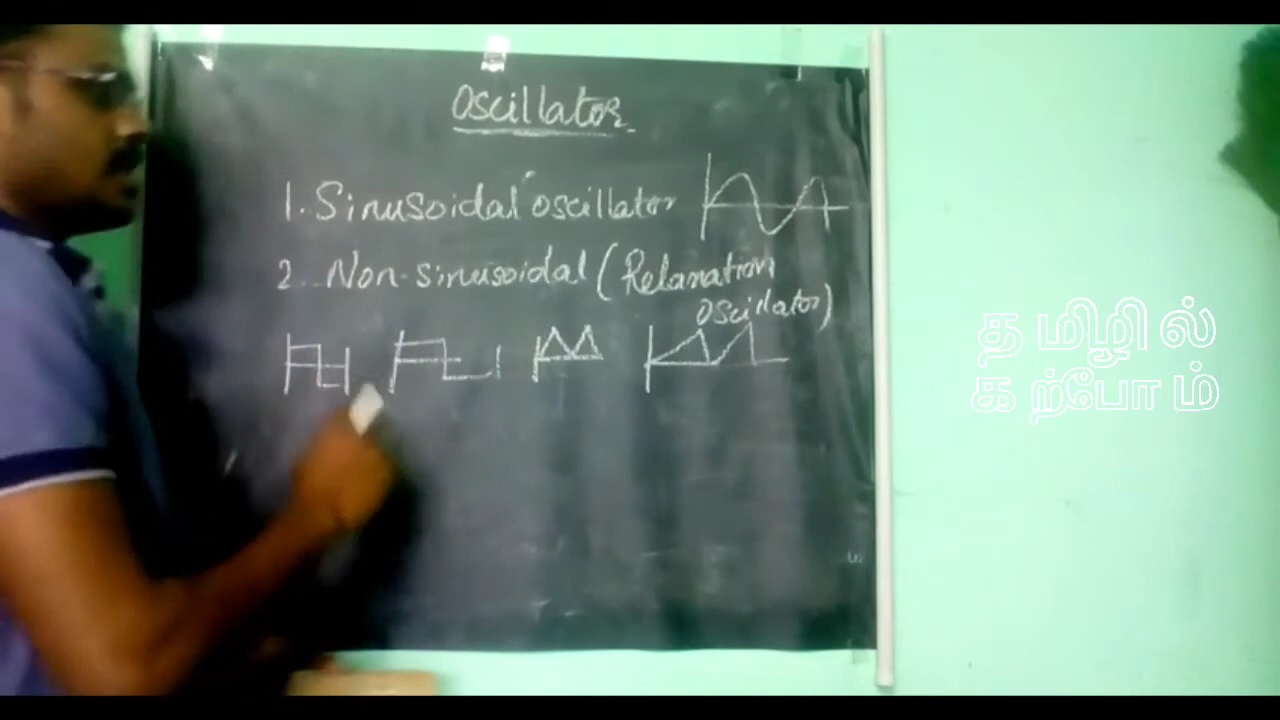 Oscillator
1. Sinusoidal oscillator
2. Non-sinusoidal (Relaxation
oscillator)
தமிழில்
கற்போம்